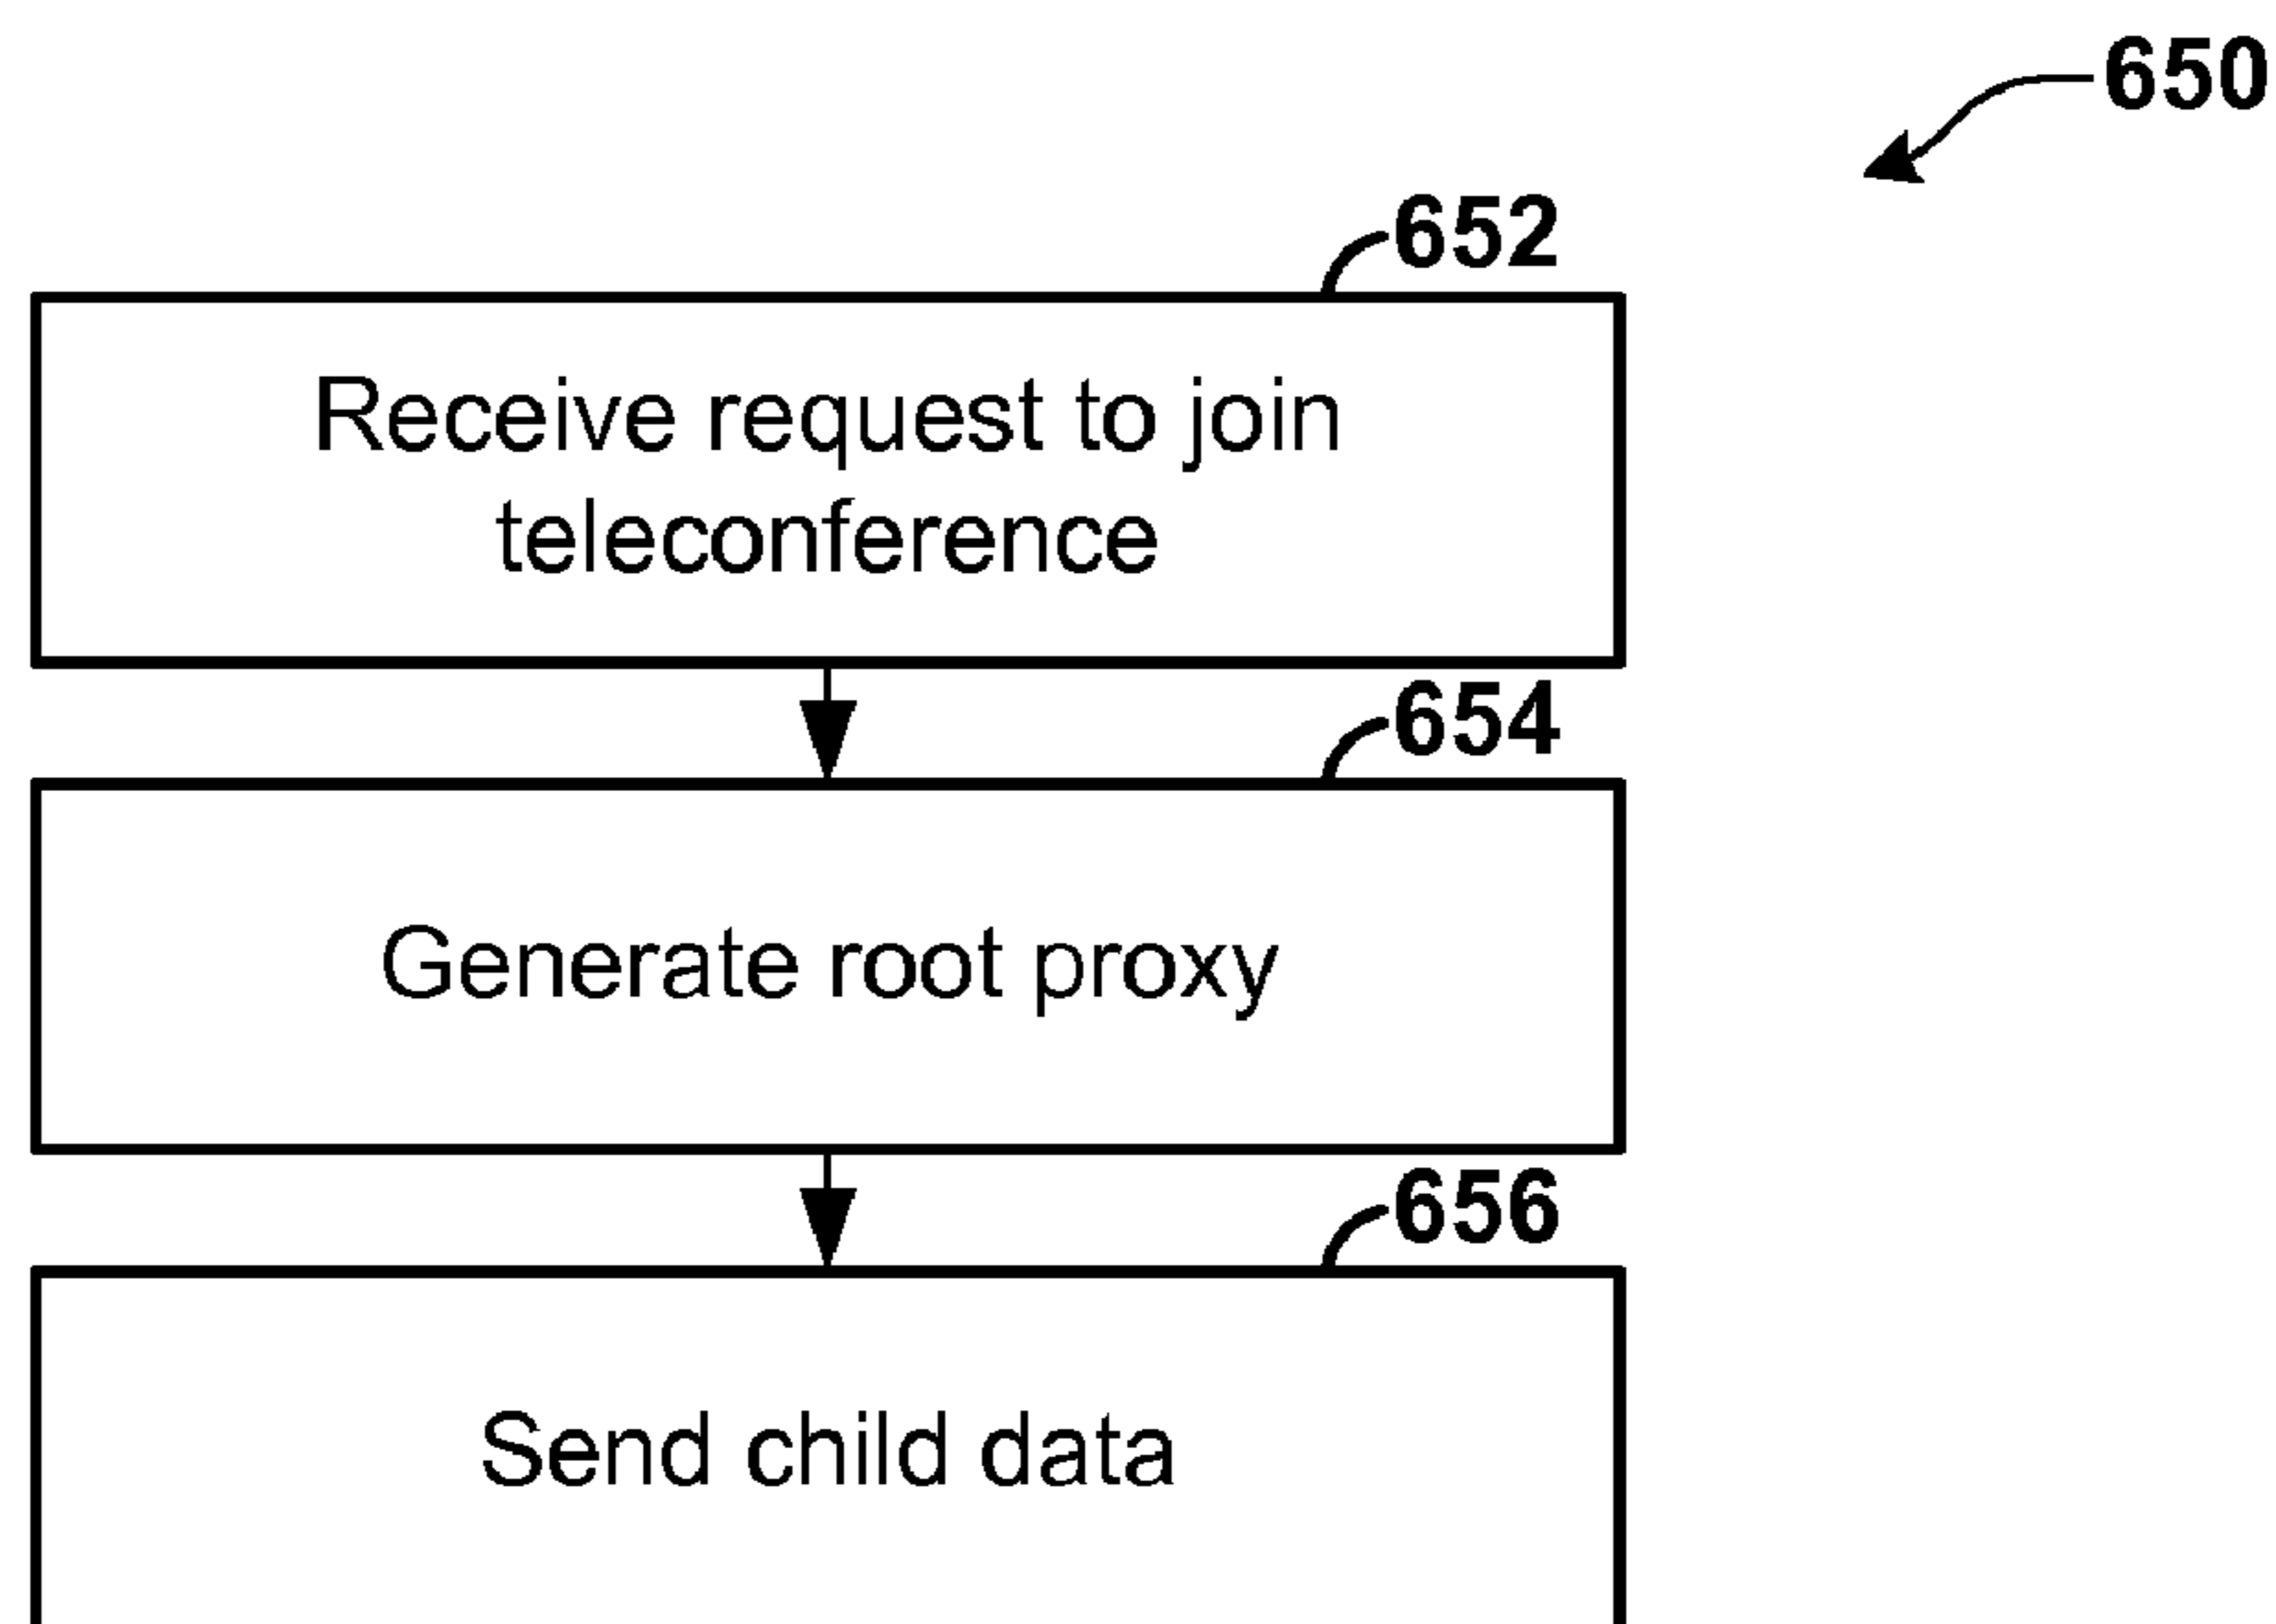 650
652
Receive request to join
teleconference
654
Generate root proxy
656
Send child data